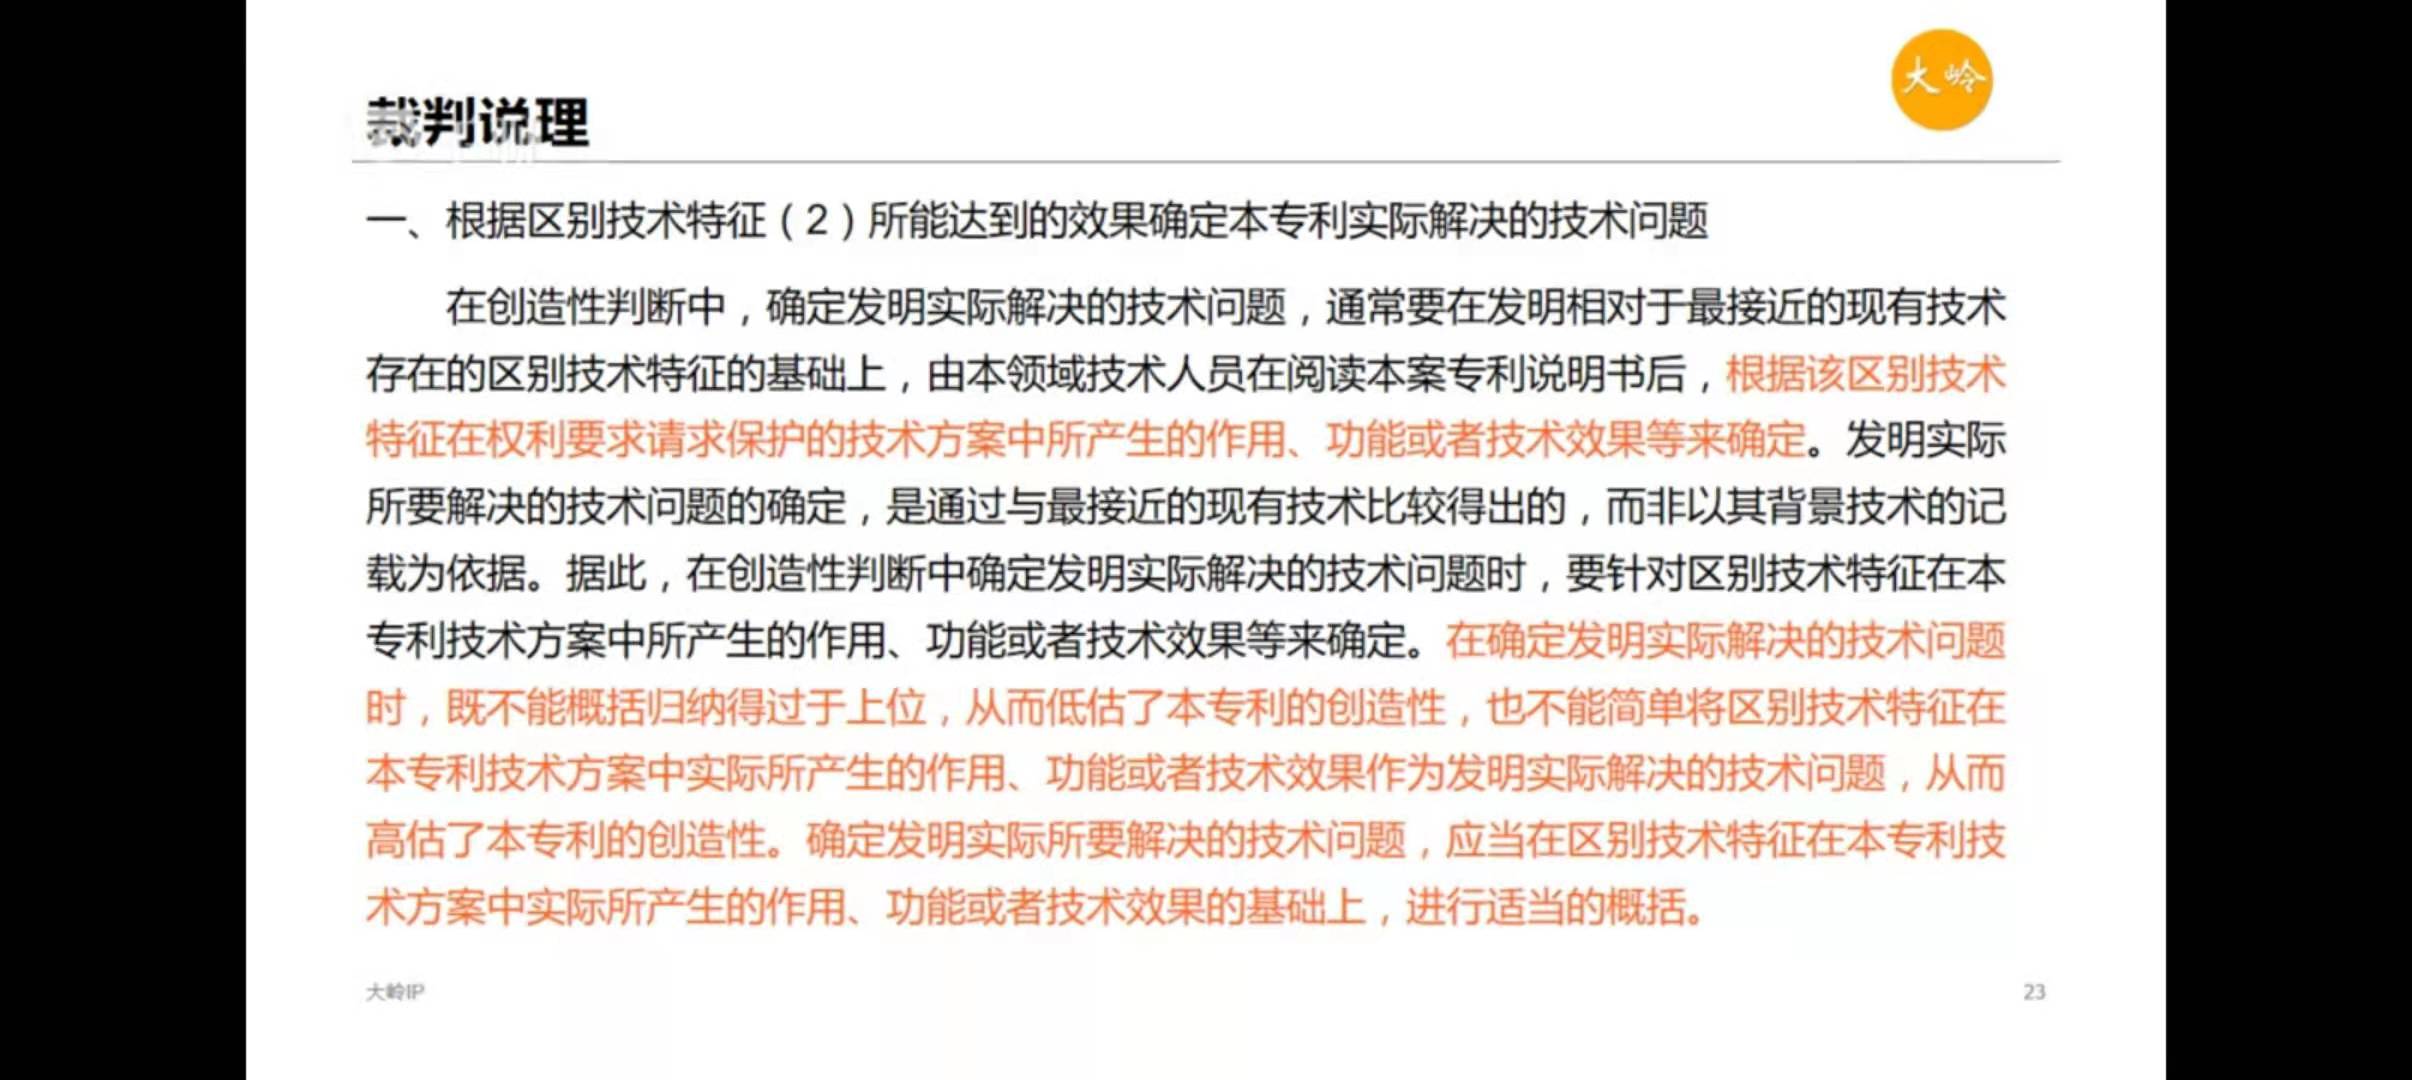 大岭
裁判说理
一、根据区别技术特征（2）所能达到的效果确定本专利实际解决的技术问题
在创造性判断中，确定发明实际解决的技术问题，通常要在发明相对于最接近的现有技术
存在的区别技术特征的基础上，由本领域技术人员在阅读本案专利说明书后，根据该区别技术
特征在权利要求请求保护的技术方案中所产生的作用、功能或者技术效果等来确定。发明实际
所要解决的技术问题的确定，是通过与最接近的现有技术比较得出的，而非以其背景技术的记
载为依据。据此，在创造性判断中确定发明实际解决的技术问题时，要针对区别技术特征在本
专利技术方案中所产生的作用、功能或者技术效果等来确定。在确定发明实际解决的技术问题
时，既不能概括归纳得过于上位，从而低估了本专利的创造性，也不能简单将区别技术特征在
本专利技术方案中实际所产生的作用、功能或者技术效果作为发明实际解决的技术问题，从而
高估了本专利的创造性。确定发明实际所要解决的技术问题，应当在区别技术特征在本专利技
术方案中实际所产生的作用、功能或者技术效果的基础上，进行适当的概括。
大岭IP
23